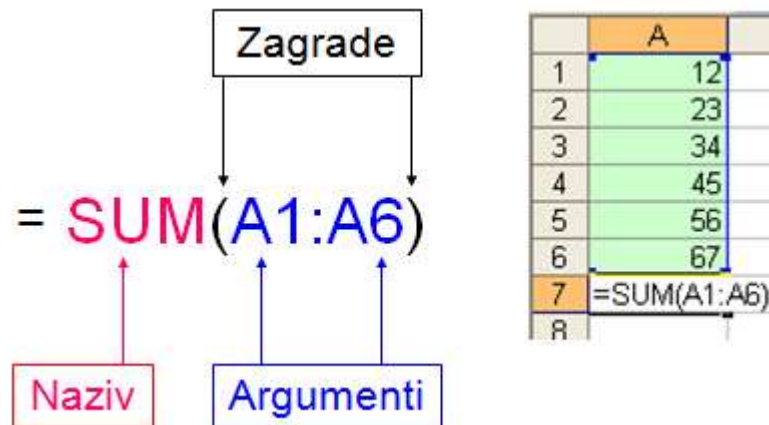 Zagrade
= SUM(A1:A6)
Naziv
Argumenti
A
1 12
2 23
3 34
4 45
5 56
6 67
7 =SUM(A1:A6)
8